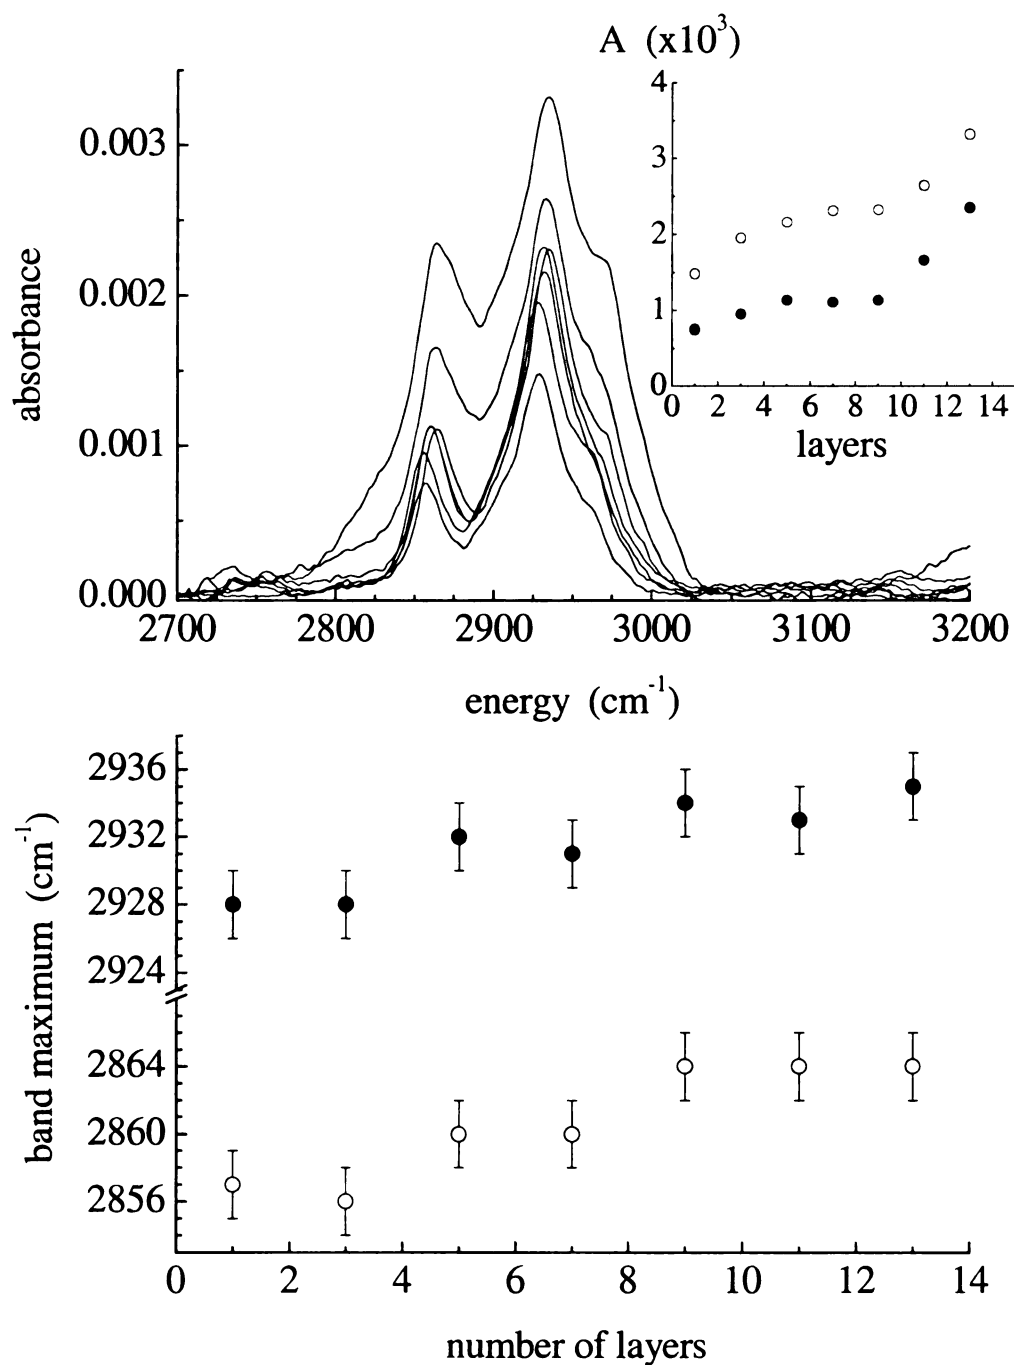 A (x10³)
4
3
2
1
0
0 2 4 6 8 10 12 14
layers
absorbance
0.003
0.002
0.001
0.000
2700 2800 2900 3000 3100 3200
energy (cm⁻¹)
band maximum (cm⁻¹)
2936
2932
2928
2924
2864
2860
2856
0 2 4 6 8 10 12 14
number of layers